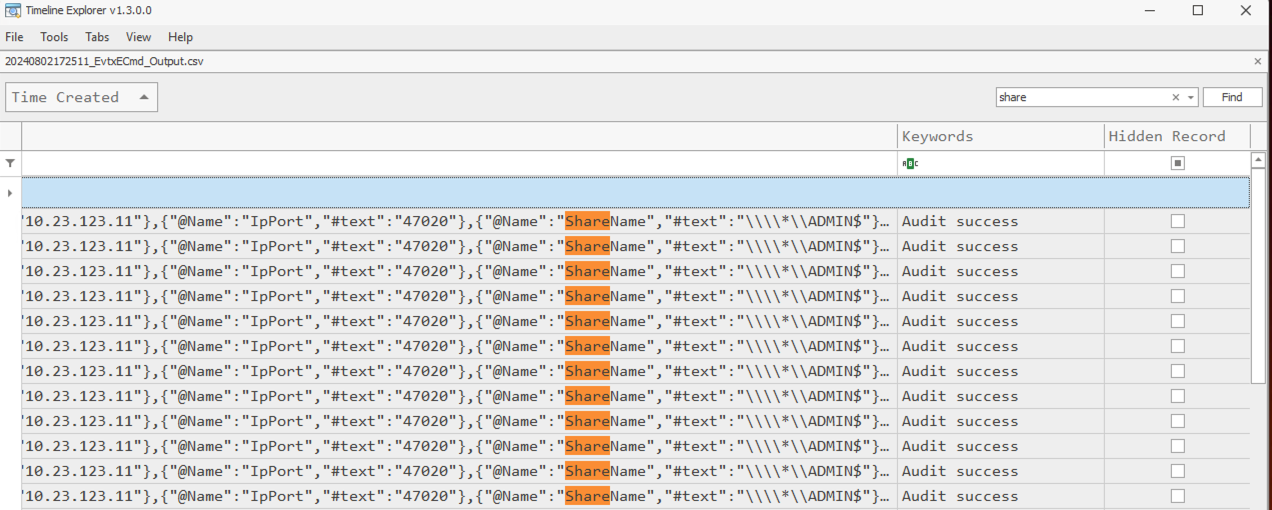 Timeline Explorer v1.3.0.0
File Tools Tabs View Help
20240802172511_EvtxECmd_Output.csv
Time Created
share
Find
Keywords
Hidden Record
"10.23.123.11"},{"@Name":"IpPort","#text":"47020"},{"@Name":"ShareName","#text":"\\\\*\\ADMIN$"}… Audit success
"10.23.123.11"},{"@Name":"IpPort","#text":"47020"},{"@Name":"ShareName","#text":"\\\\*\\ADMIN$"}… Audit success
"10.23.123.11"},{"@Name":"IpPort","#text":"47020"},{"@Name":"ShareName","#text":"\\\\*\\ADMIN$"}… Audit success
"10.23.123.11"},{"@Name":"IpPort","#text":"47020"},{"@Name":"ShareName","#text":"\\\\*\\ADMIN$"}… Audit success
"10.23.123.11"},{"@Name":"IpPort","#text":"47020"},{"@Name":"ShareName","#text":"\\\\*\\ADMIN$"}… Audit success
"10.23.123.11"},{"@Name":"IpPort","#text":"47020"},{"@Name":"ShareName","#text":"\\\\*\\ADMIN$"}… Audit success
"10.23.123.11"},{"@Name":"IpPort","#text":"47020"},{"@Name":"ShareName","#text":"\\\\*\\ADMIN$"}… Audit success
"10.23.123.11"},{"@Name":"IpPort","#text":"47020"},{"@Name":"ShareName","#text":"\\\\*\\ADMIN$"}… Audit success
"10.23.123.11"},{"@Name":"IpPort","#text":"47020"},{"@Name":"ShareName","#text":"\\\\*\\ADMIN$"}… Audit success
"10.23.123.11"},{"@Name":"IpPort","#text":"47020"},{"@Name":"ShareName","#text":"\\\\*\\ADMIN$"}… Audit success
"10.23.123.11"},{"@Name":"IpPort","#text":"47020"},{"@Name":"ShareName","#text":"\\\\*\\ADMIN$"}… Audit success
"10.23.123.11"},{"@Name":"IpPort","#text":"47020"},{"@Name":"ShareName","#text":"\\\\*\\ADMIN$"}… Audit success